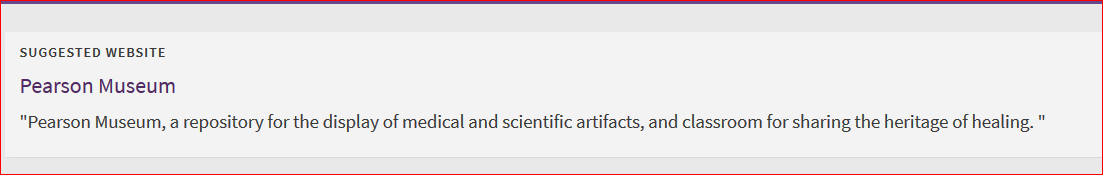 SUGGESTED WEBSITE
Pearson Museum
"Pearson Museum, a repository for the display of medical and scientific artifacts, and classroom for sharing the heritage of healing. "